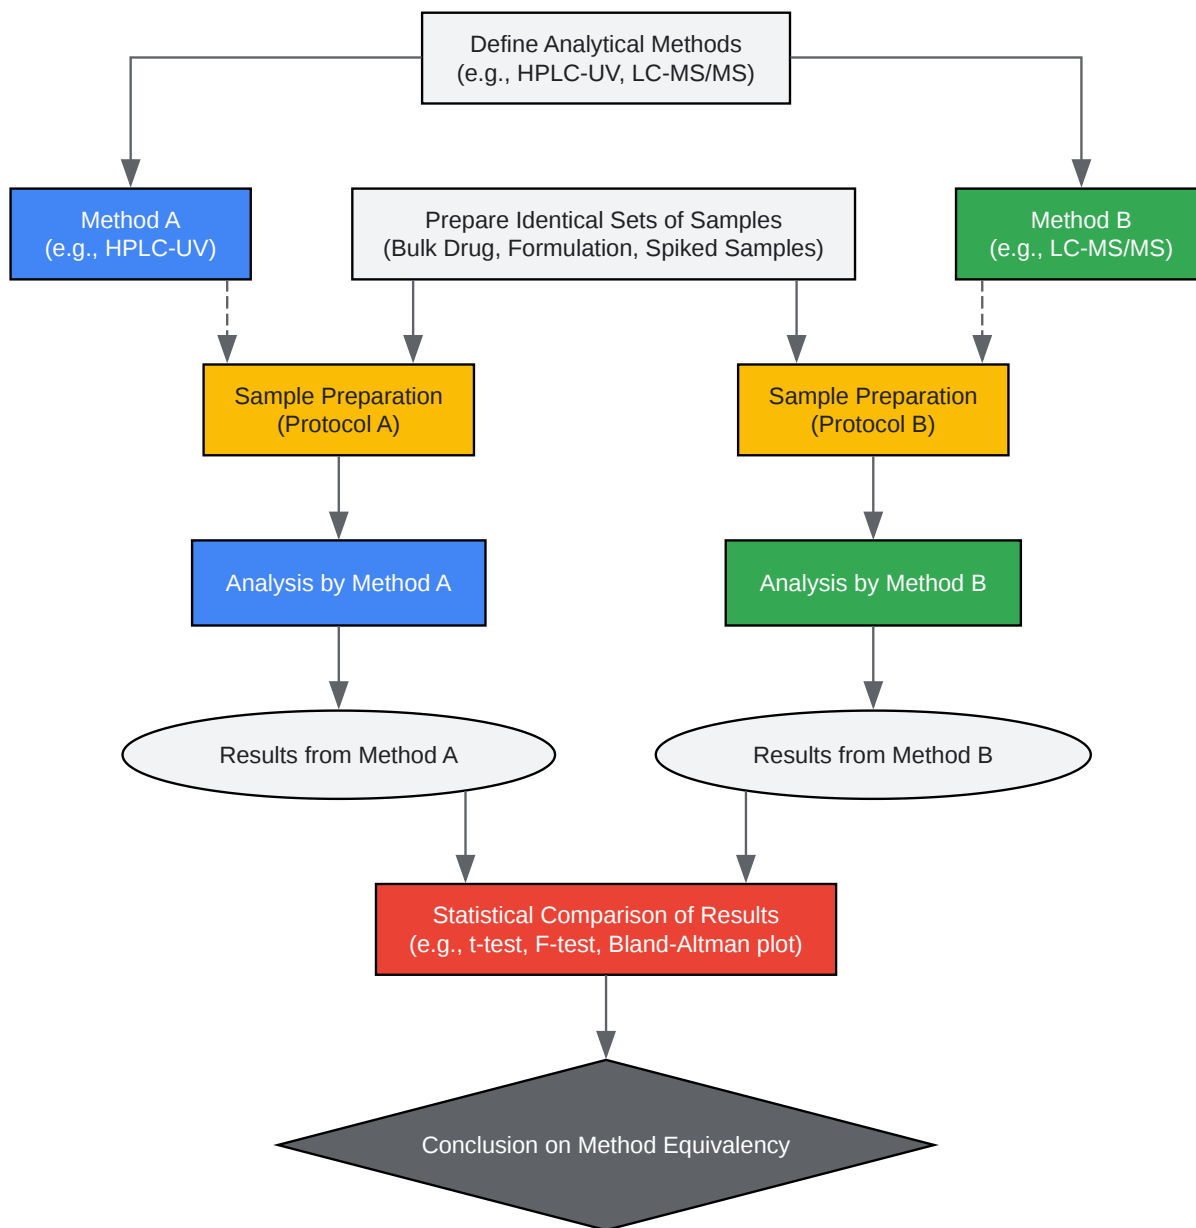 Define Analytical Methods
(e.g., HPLC-UV, LC-MS/MS)
Method A
(e.g., HPLC-UV)
Prepare Identical Sets of Samples
(Bulk Drug, Formulation, Spiked Samples)
Method B
(e.g., LC-MS/MS)
Sample Preparation
(Protocol A)
Sample Preparation
(Protocol B)
Analysis by Method A
Analysis by Method B
Results from Method A
Results from Method B
Statistical Comparison of Results
(e.g., t-test, F-test, Bland-Altman plot)
Conclusion on Method Equivalency